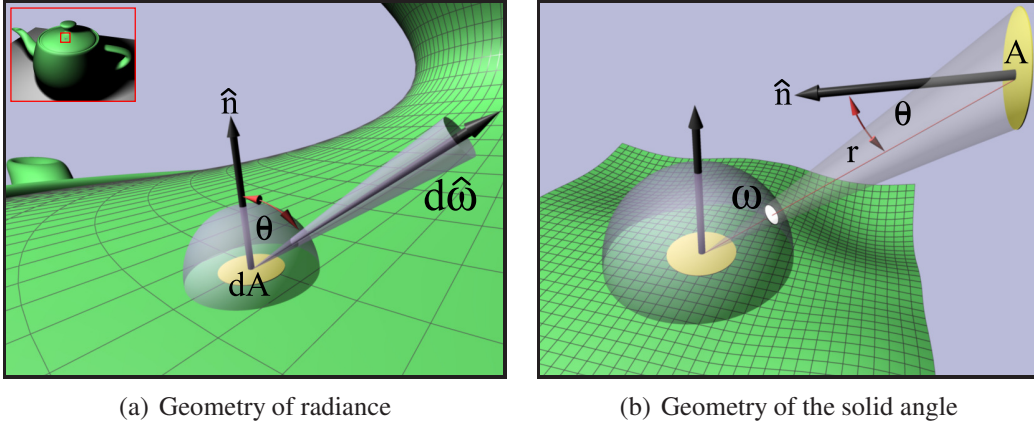 n̂
θ
dω̂
dA
(a) Geometry of radiance
A
n̂
θ
r
ω
(b) Geometry of the solid angle